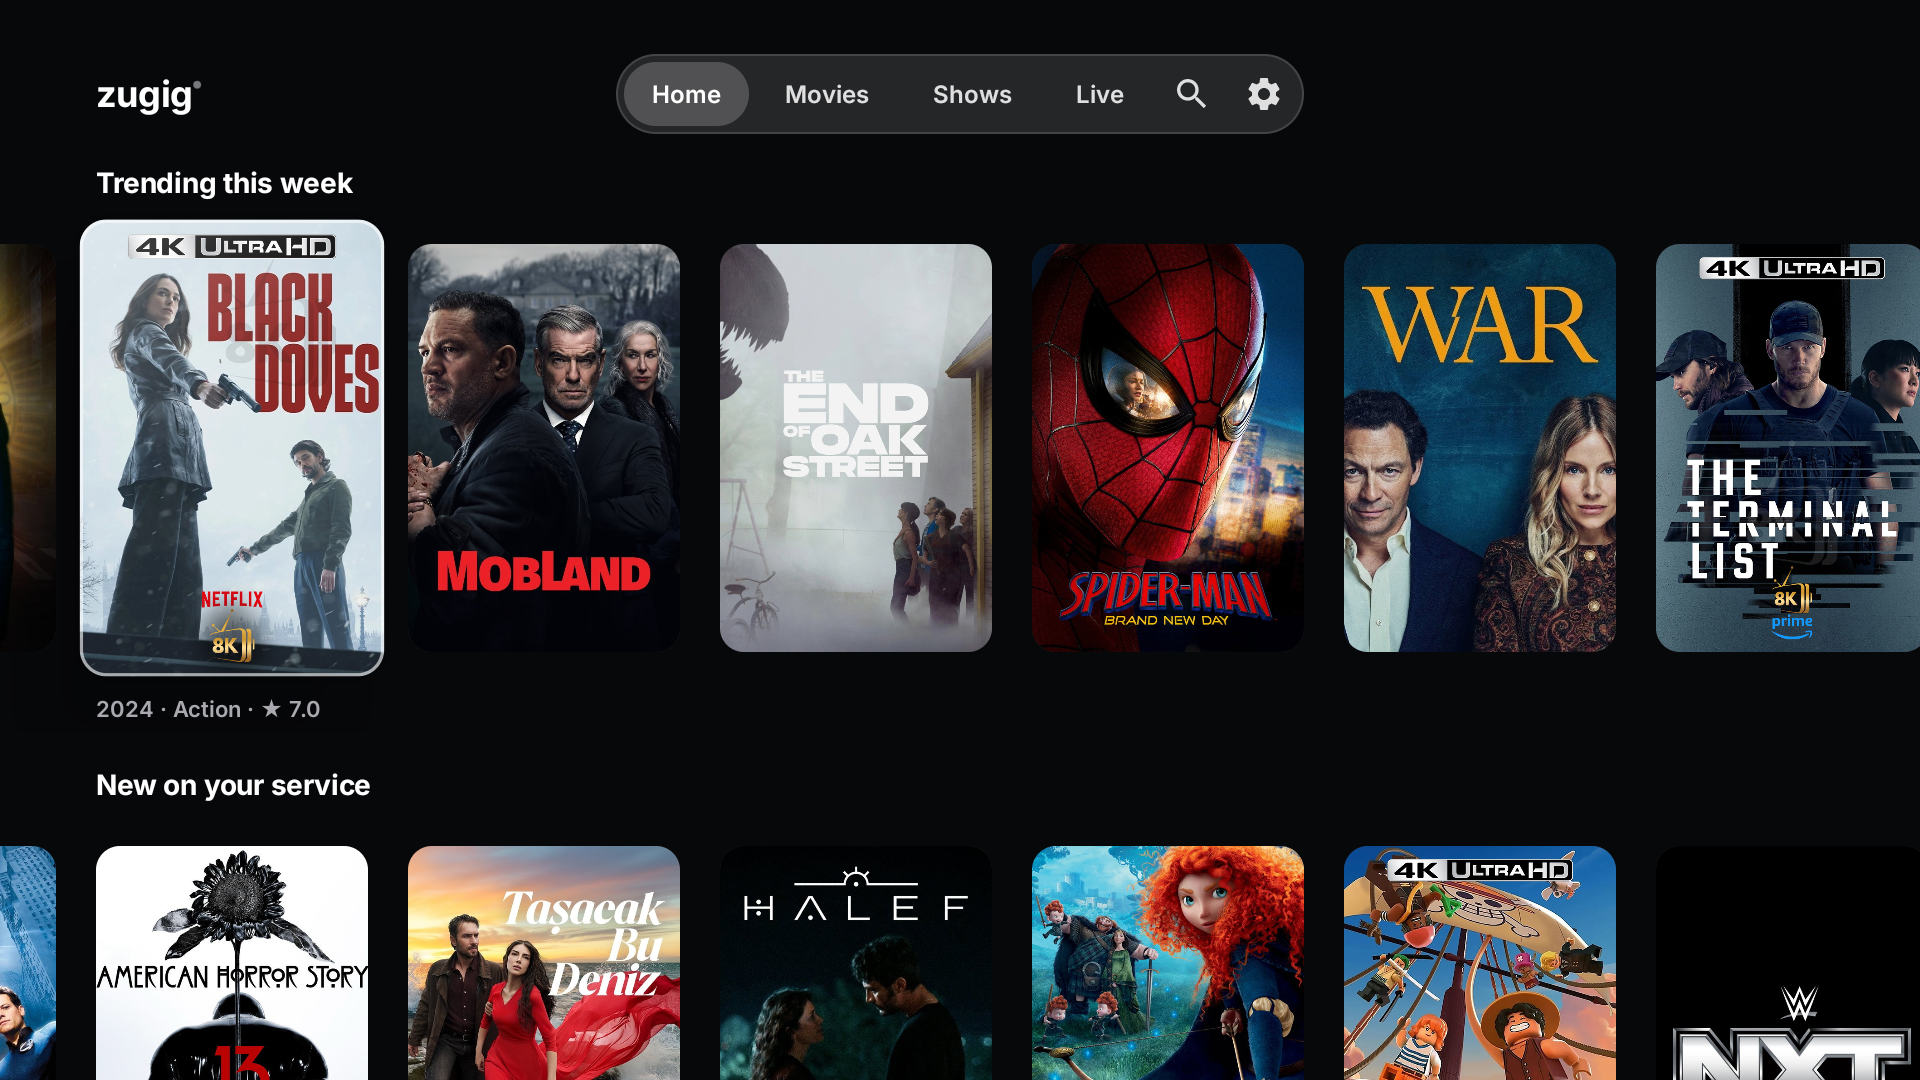 zugig
Home
Movies
Shows
Live
Trending this week
4K ULTRA HD
BLACK
DOVES
NETFLIX
8K
2024 · Action · ★ 7.0
MOBLAND
THE
END
OF OAK
STREET
SPIDER-MAN
BRAND NEW DAY
WAR
4K ULTRA HD
THE
TERMINAL
LIST
8K
prime
New on your service
AMERICAN HORROR STORY
13
Taşacak
Bu
Deniz
HALEF
4K ULTRA HD
W
NXT